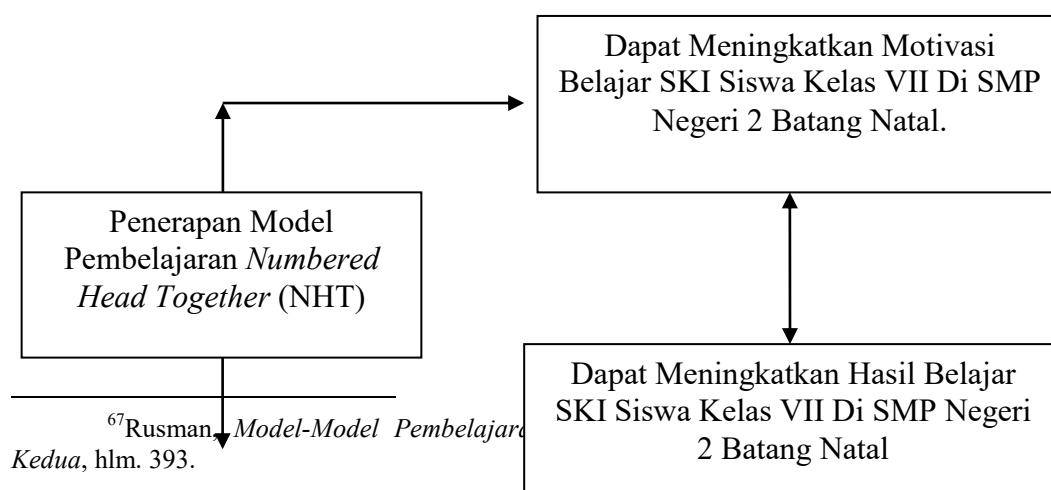 Dapat Meningkatkan Motivasi
Belajar SKI Siswa Kelas VII Di SMP
Negeri 2 Batang Natal.
Penerapan Model
Pembelajaran Numbered
Head Together (NHT)
Dapat Meningkatkan Hasil Belajar
SKI Siswa Kelas VII Di SMP Negeri
2 Batang Natal
67Rusman, Model-Model
Kedua, hlm. 393.